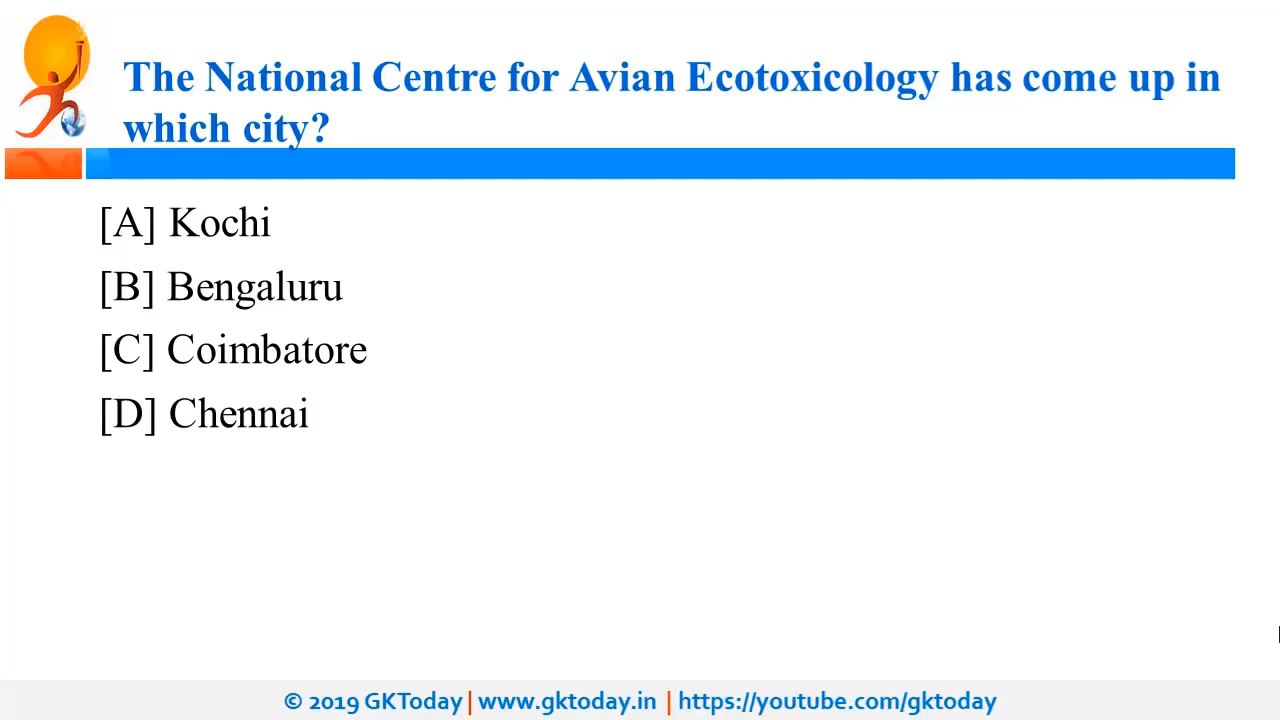 The National Centre for Avian Ecotoxicology has come up in
which city?
[A] Kochi
[B] Bengaluru
[C] Coimbatore
[D] Chennai
© 2019 GKToday | www.gktoday.in | https://youtube.com/gktoday